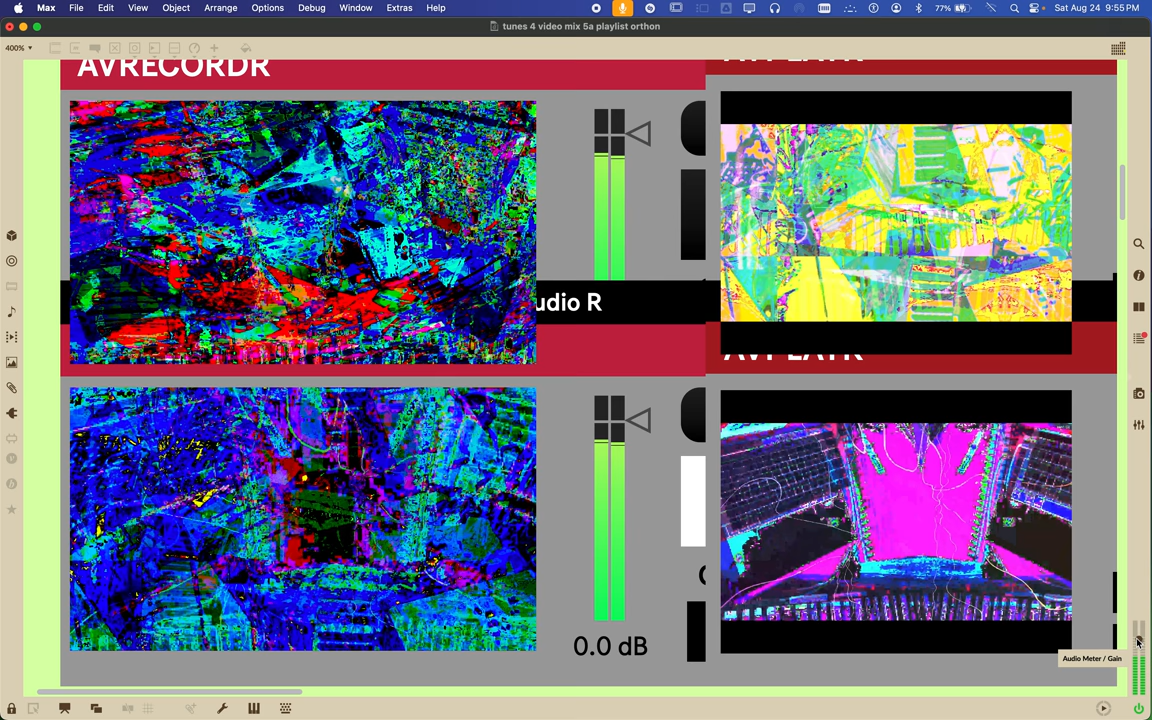 Max File Edit View Object Arrange Options Debug Window Extras Help 77% Sat Aug 24 9:55 PM
tunes 4 video mix 5a playlist orthon
400%
AVRECORDR
udio R
0.0 dB
Audio Meter / Gain